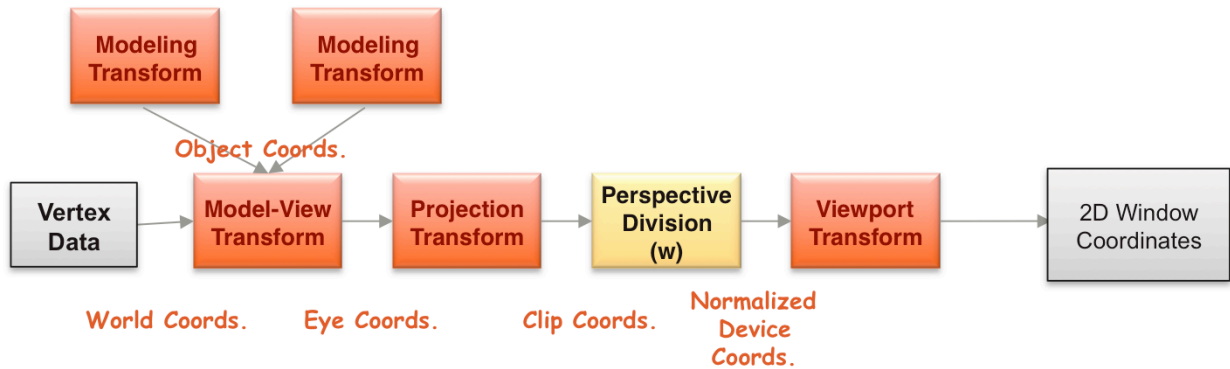 Modeling
Transform
Modeling
Transform
Object Coords.
Vertex
Data
Model-View
Transform
Projection
Transform
Perspective
Division
(w)
Viewport
Transform
2D Window
Coordinates
World Coords.
Eye Coords.
Clip Coords.
Normalized
Device
Coords.